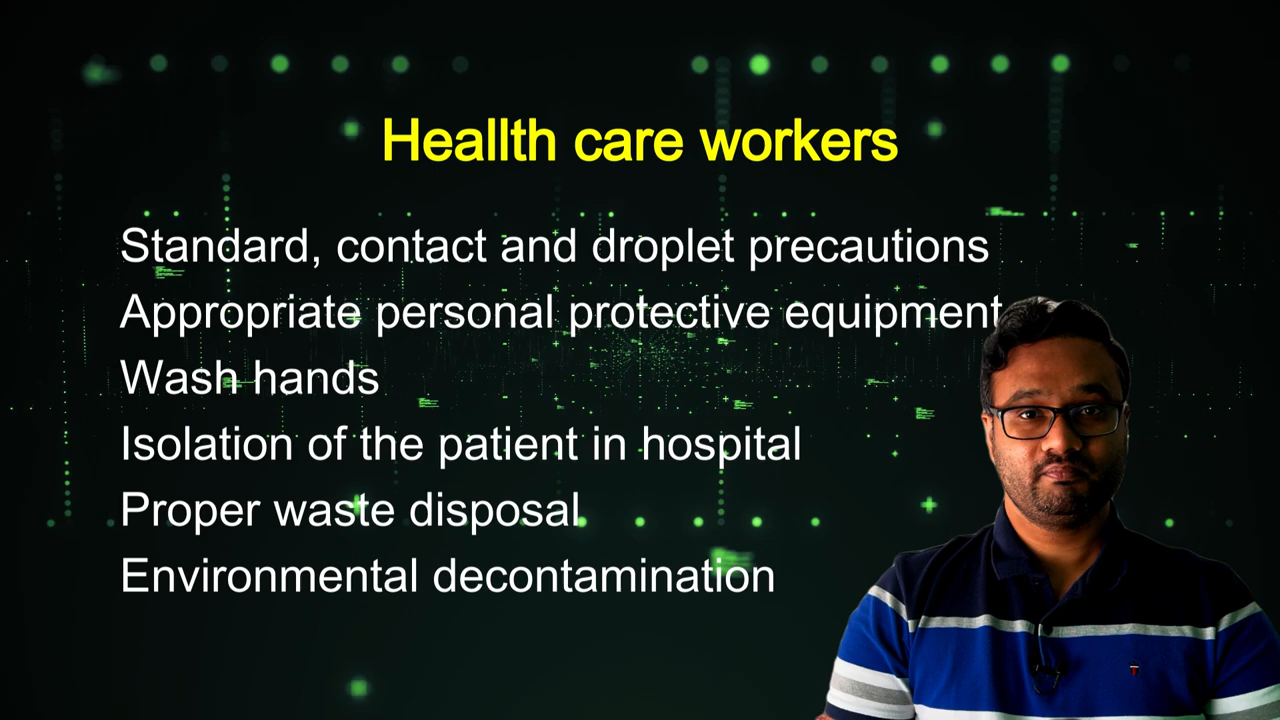 Heallth care workers
Standard, contact and droplet precautions
Appropriate personal protective equipment
Wash hands
Isolation of the patient in hospital
Proper waste disposal
Environmental decontamination